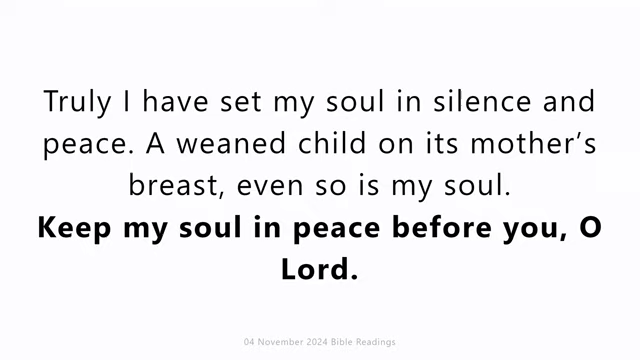 Truly I have set my soul in silence and
peace. A weaned child on its mother’s
breast, even so is my soul.
Keep my soul in peace before you, O
Lord.
04 November 2024 Bible Readings